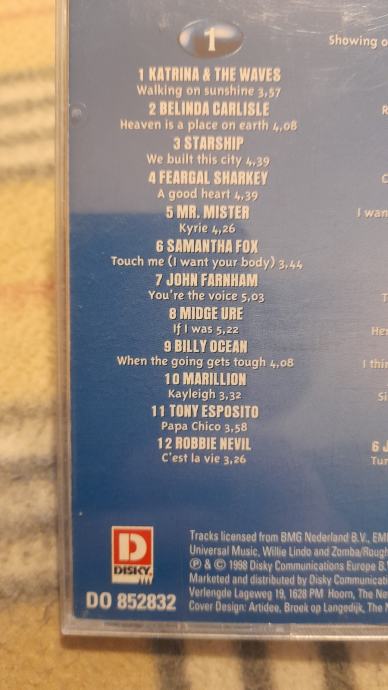 1
1 KATRINA & THE WAVES
Walking on sunshine 3,57
2 BELINDA CARLISLE
Heaven is a place on earth 4,08
3 STARSHIP
We built this city 4,39
4 FEARGAL SHARKEY
A good heart 4,39
5 MR. MISTER
Kyrie 4,26
6 SAMANTHA FOX
Touch me (I want your body) 3,44
7 JOHN FARNHAM
You're the voice 5,03
8 MIDGE URE
If I was 5,22
9 BILLY OCEAN
When the going gets tough 4,08
10 MARILLION
Kayleigh 3,32
11 TONY ESPOSITO
Papa Chico 3,58
12 ROBBIE NEVIL
C'est la vie 3,26
Showing o
R
C
I wan
T
Her
I thin
Si
6 J
Tur
D
DISKY
DO 852832
Tracks licensed from BMG Nederland B.V., EMI
Universal Music, Willie Lindo and Zomba/Rough
℗ & © 1998 Disky Communications Europe B.V
Marketed and distributed by Disky Communicati
Verlengde Lageweg 19, 1628 PM Hoorn, The Ne
Cover Design: Artidee, Broek op Langedijk, The N